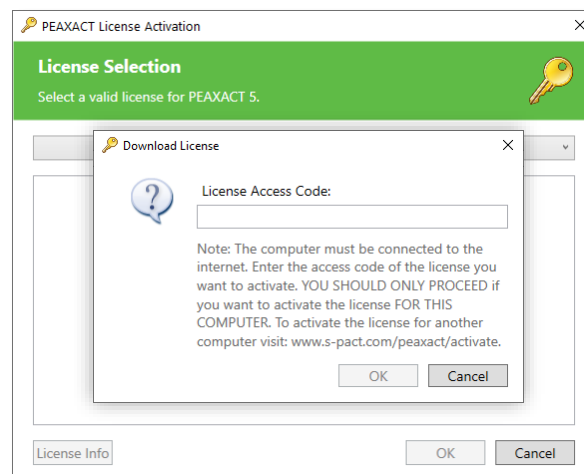 PEAXACT License Activation
License Selection
Select a valid license for PEAXACT 5.
Download License
License Access Code:
Note: The computer must be connected to the
internet. Enter the access code of the license you
want to activate. YOU SHOULD ONLY PROCEED if
you want to activate the license FOR THIS
COMPUTER. To activate the license for another
computer visit: www.s-pact.com/peaxact/activate.
OK Cancel
License Info OK Cancel